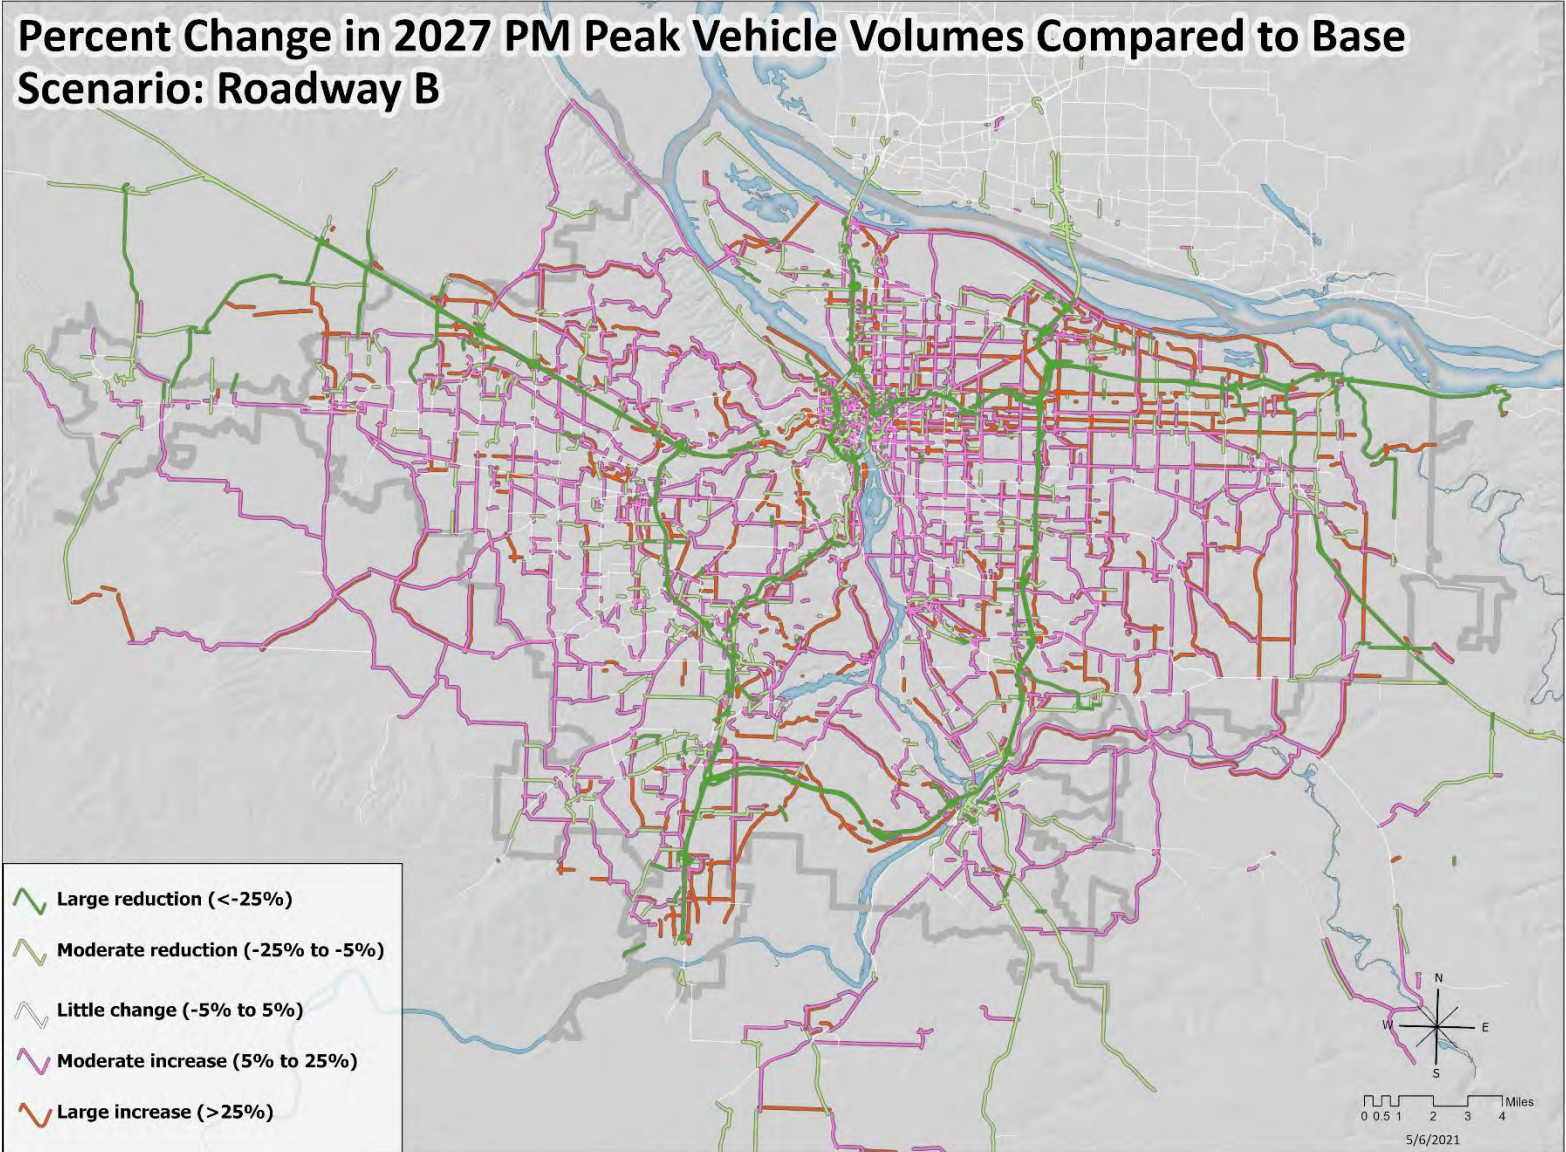 Percent Change in 2027 PM Peak Vehicle Volumes Compared to Base
Scenario: Roadway B
Large reduction (<-25%)
Moderate reduction (-25% to -5%)
Little change (-5% to 5%)
Moderate increase (5% to 25%)
Large increase (>25%)
N
W
E
S
Miles
0 0.5 1 2 3 4
5/6/2021